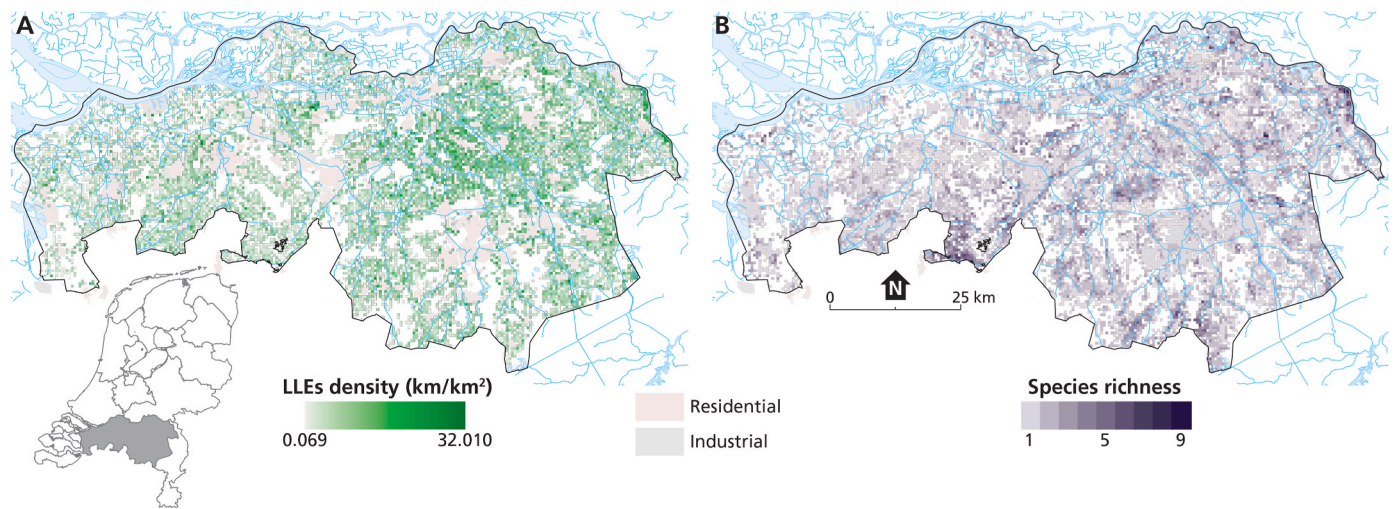 A
B
N
0 25 km
LLEs density (km/km²)
0.069 32.010
Residential
Industrial
Species richness
1 5 9